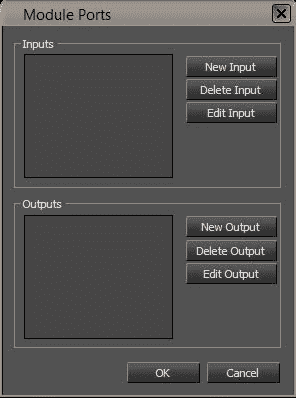 Module Ports
Inputs
New Input
Delete Input
Edit Input
Outputs
New Output
Delete Output
Edit Output
OK
Cancel